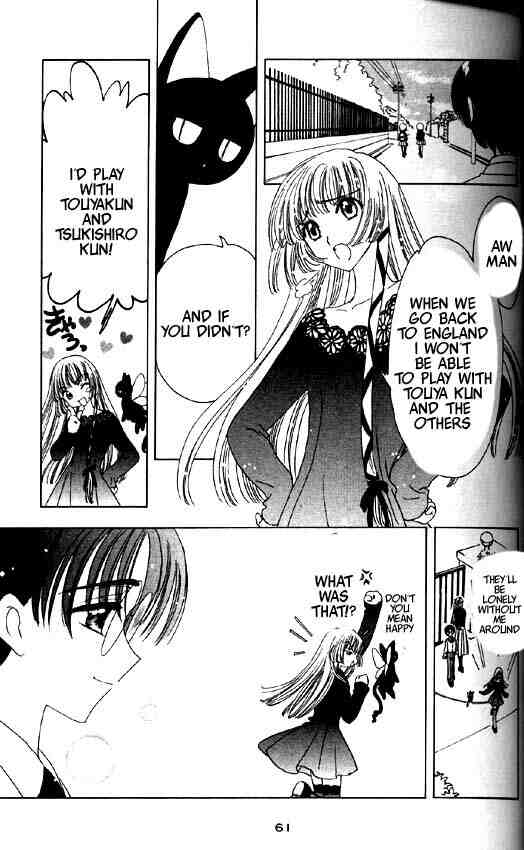 AW
MAN
WHEN WE
GO BACK
TO ENGLAND
I WON'T
BE ABLE
TO PLAY WITH
TOUYA KUN
AND THE
OTHERS
AND IF
YOU DIDN'T?
I'D PLAY
WITH
TOUYAKUN
AND
TSUKISHIRO
KUN!
THEY'LL
BE
LONELY
WITHOUT
ME
AROUND
DON'T
YOU
MEAN
HAPPY
WHAT
WAS
THAT!?
61